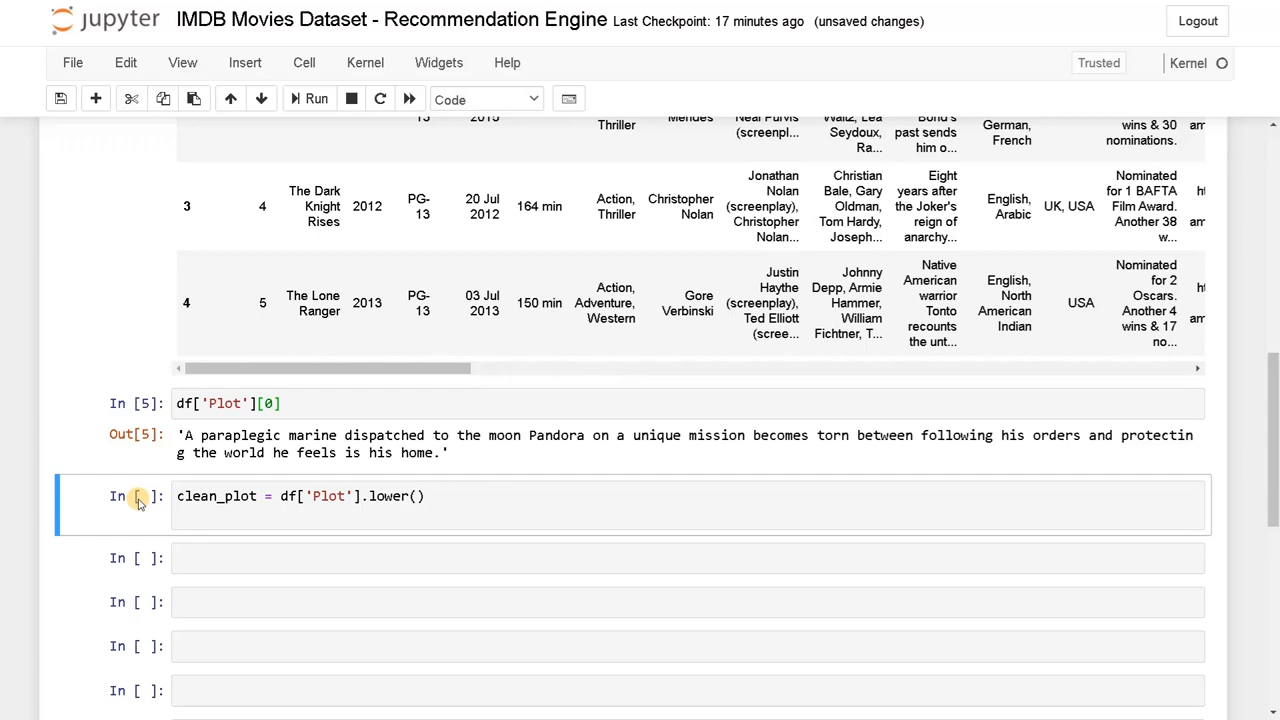 jupyter IMDB Movies Dataset - Recommendation Engine Last Checkpoint: 17 minutes ago (unsaved changes) Logout
File Edit View Insert Cell Kernel Widgets Help Trusted Kernel
Run Code
13 2015 Thriller Mendes Neal Purvis (screenpl... Waltz, Lea Seydoux, Ra... Bond's past sends him o... German, French wins & 30 nominations. am
3 4 The Dark Knight Rises 2012 PG-13 20 Jul 2012 164 min Action, Thriller Christopher Nolan Jonathan Nolan (screenplay), Christopher Nolan... Christian Bale, Gary Oldman, Tom Hardy, Joseph... Eight years after the Joker's reign of anarchy... English, Arabic UK, USA Nominated for 1 BAFTA Film Award. Another 38 w... ht am
4 5 The Lone Ranger 2013 PG-13 03 Jul 2013 150 min Action, Adventure, Western Gore Verbinski Justin Haythe (screenplay), Ted Elliott (scree... Johnny Depp, Armie Hammer, William Fichtner, T... Native American warrior Tonto recounts the unt... English, North American Indian USA Nominated for 2 Oscars. Another 4 wins & 17 no... ht am
In [5]: df['Plot'][0]
Out[5]: 'A paraplegic marine dispatched to the moon Pandora on a unique mission becomes torn between following his orders and protectin
g the world he feels is his home.'
In [ ]: clean_plot = df['Plot'].lower()
In [ ]:
In [ ]:
In [ ]:
In [ ]: